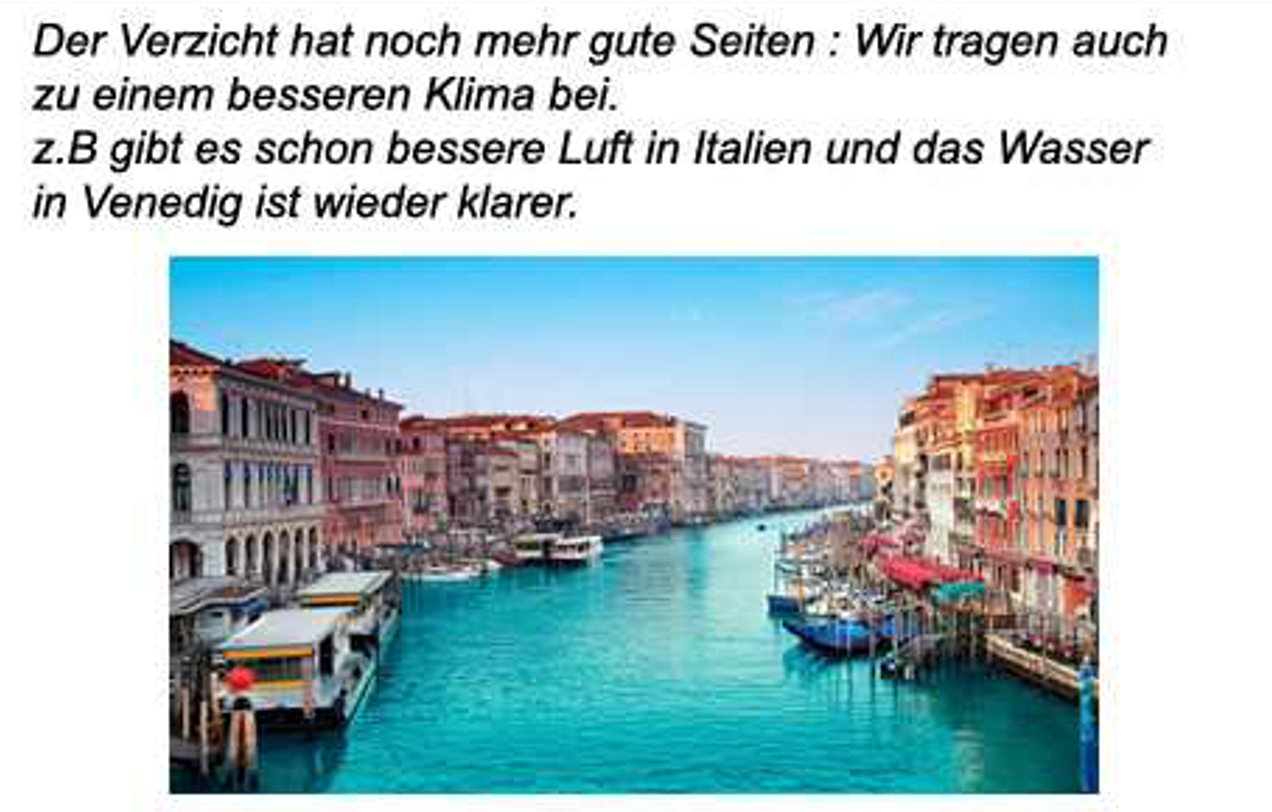 Der Verzicht hat noch mehr gute Seiten : Wir tragen auch
zu einem besseren Klima bei.
z.B gibt es schon bessere Luft in Italien und das Wasser
in Venedig ist wieder klarer.